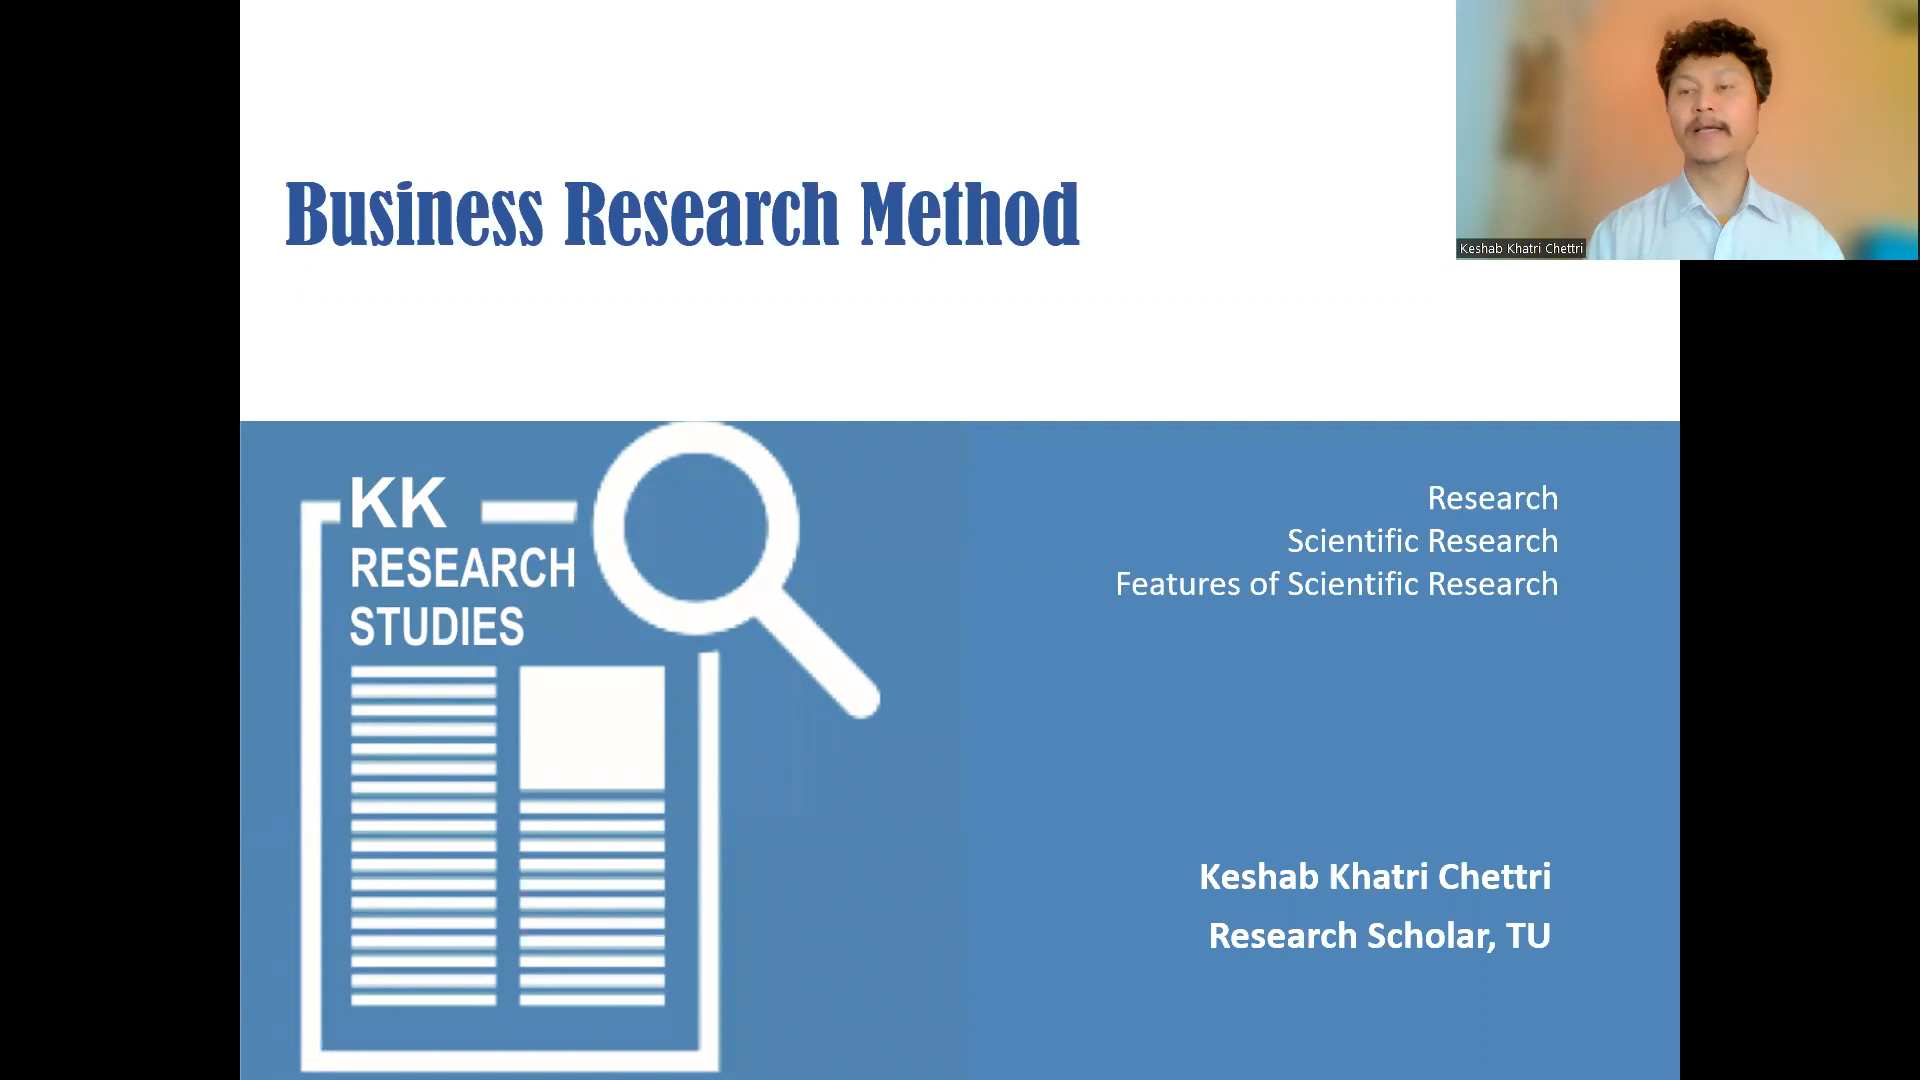 Business Research Method
Keshab Khatri Chettri
KK
RESEARCH
STUDIES
Research
Scientific Research
Features of Scientific Research
Keshab Khatri Chettri
Research Scholar, TU